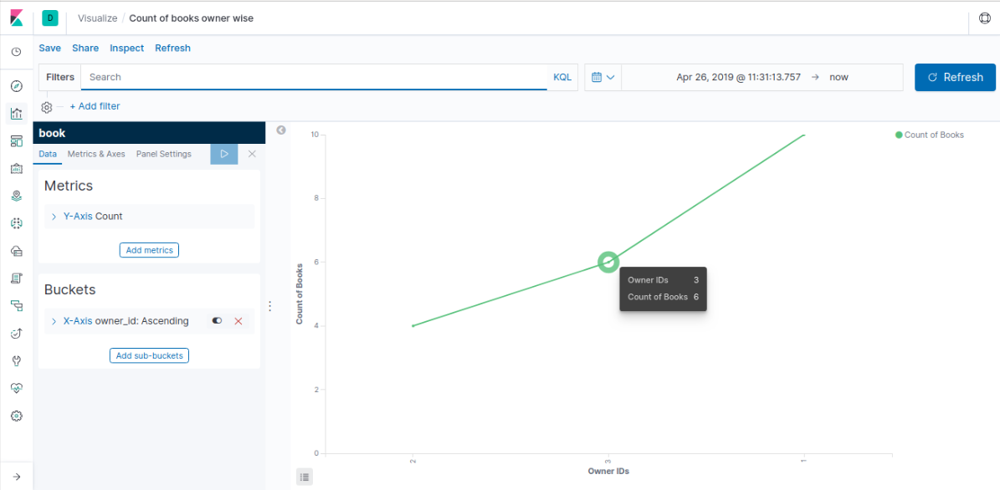 D Visualize / Count of books owner wise
Save Share Inspect Refresh
Filters Search KQL Apr 26, 2019 @ 11:31:13.757 → now Refresh
+ Add filter
book
Data Metrics & Axes Panel Settings
Metrics
Y-Axis Count
Add metrics
Buckets
X-Axis owner_id: Ascending
Add sub-buckets
Count of Books
10
8
6
4
2
0
Owner IDs 3
Count of Books 6
2 3 1
Owner IDs
Count of Books